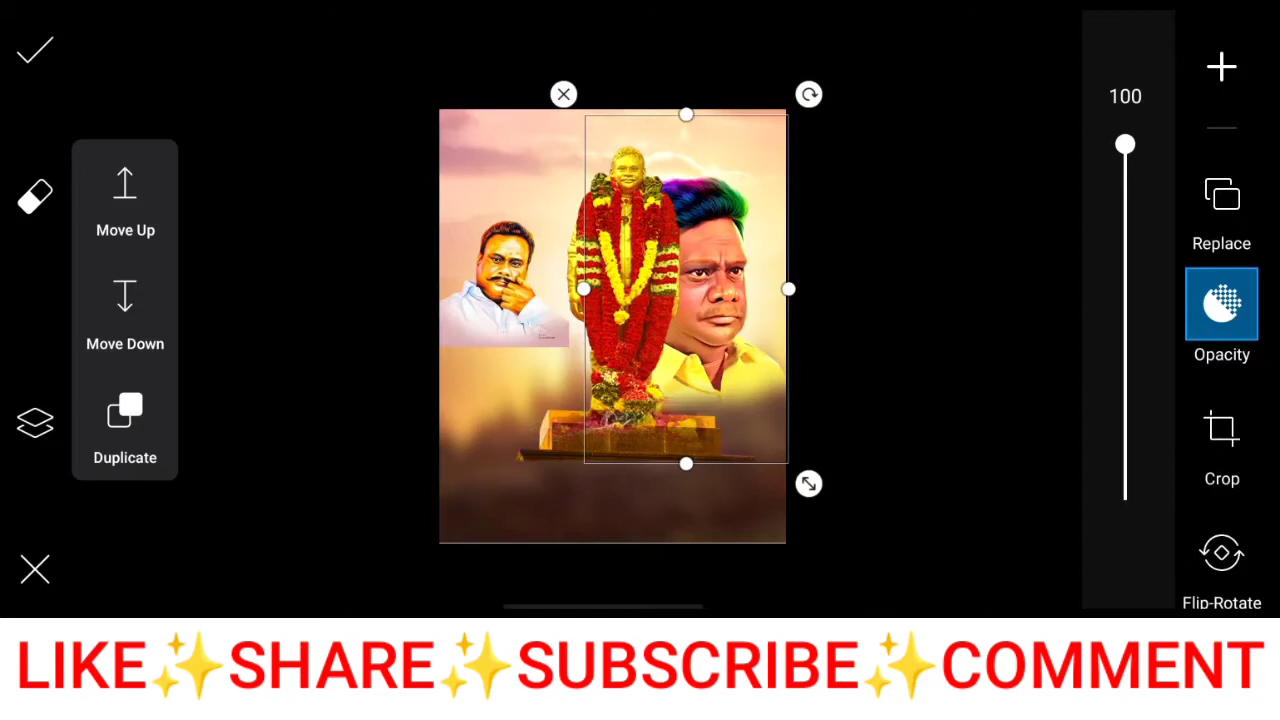 100
Move Up
Replace
Move Down
Opacity
Duplicate
Crop
Flip-Rotate
LIKE✨SHARE✨SUBSCRIBE✨COMMENT